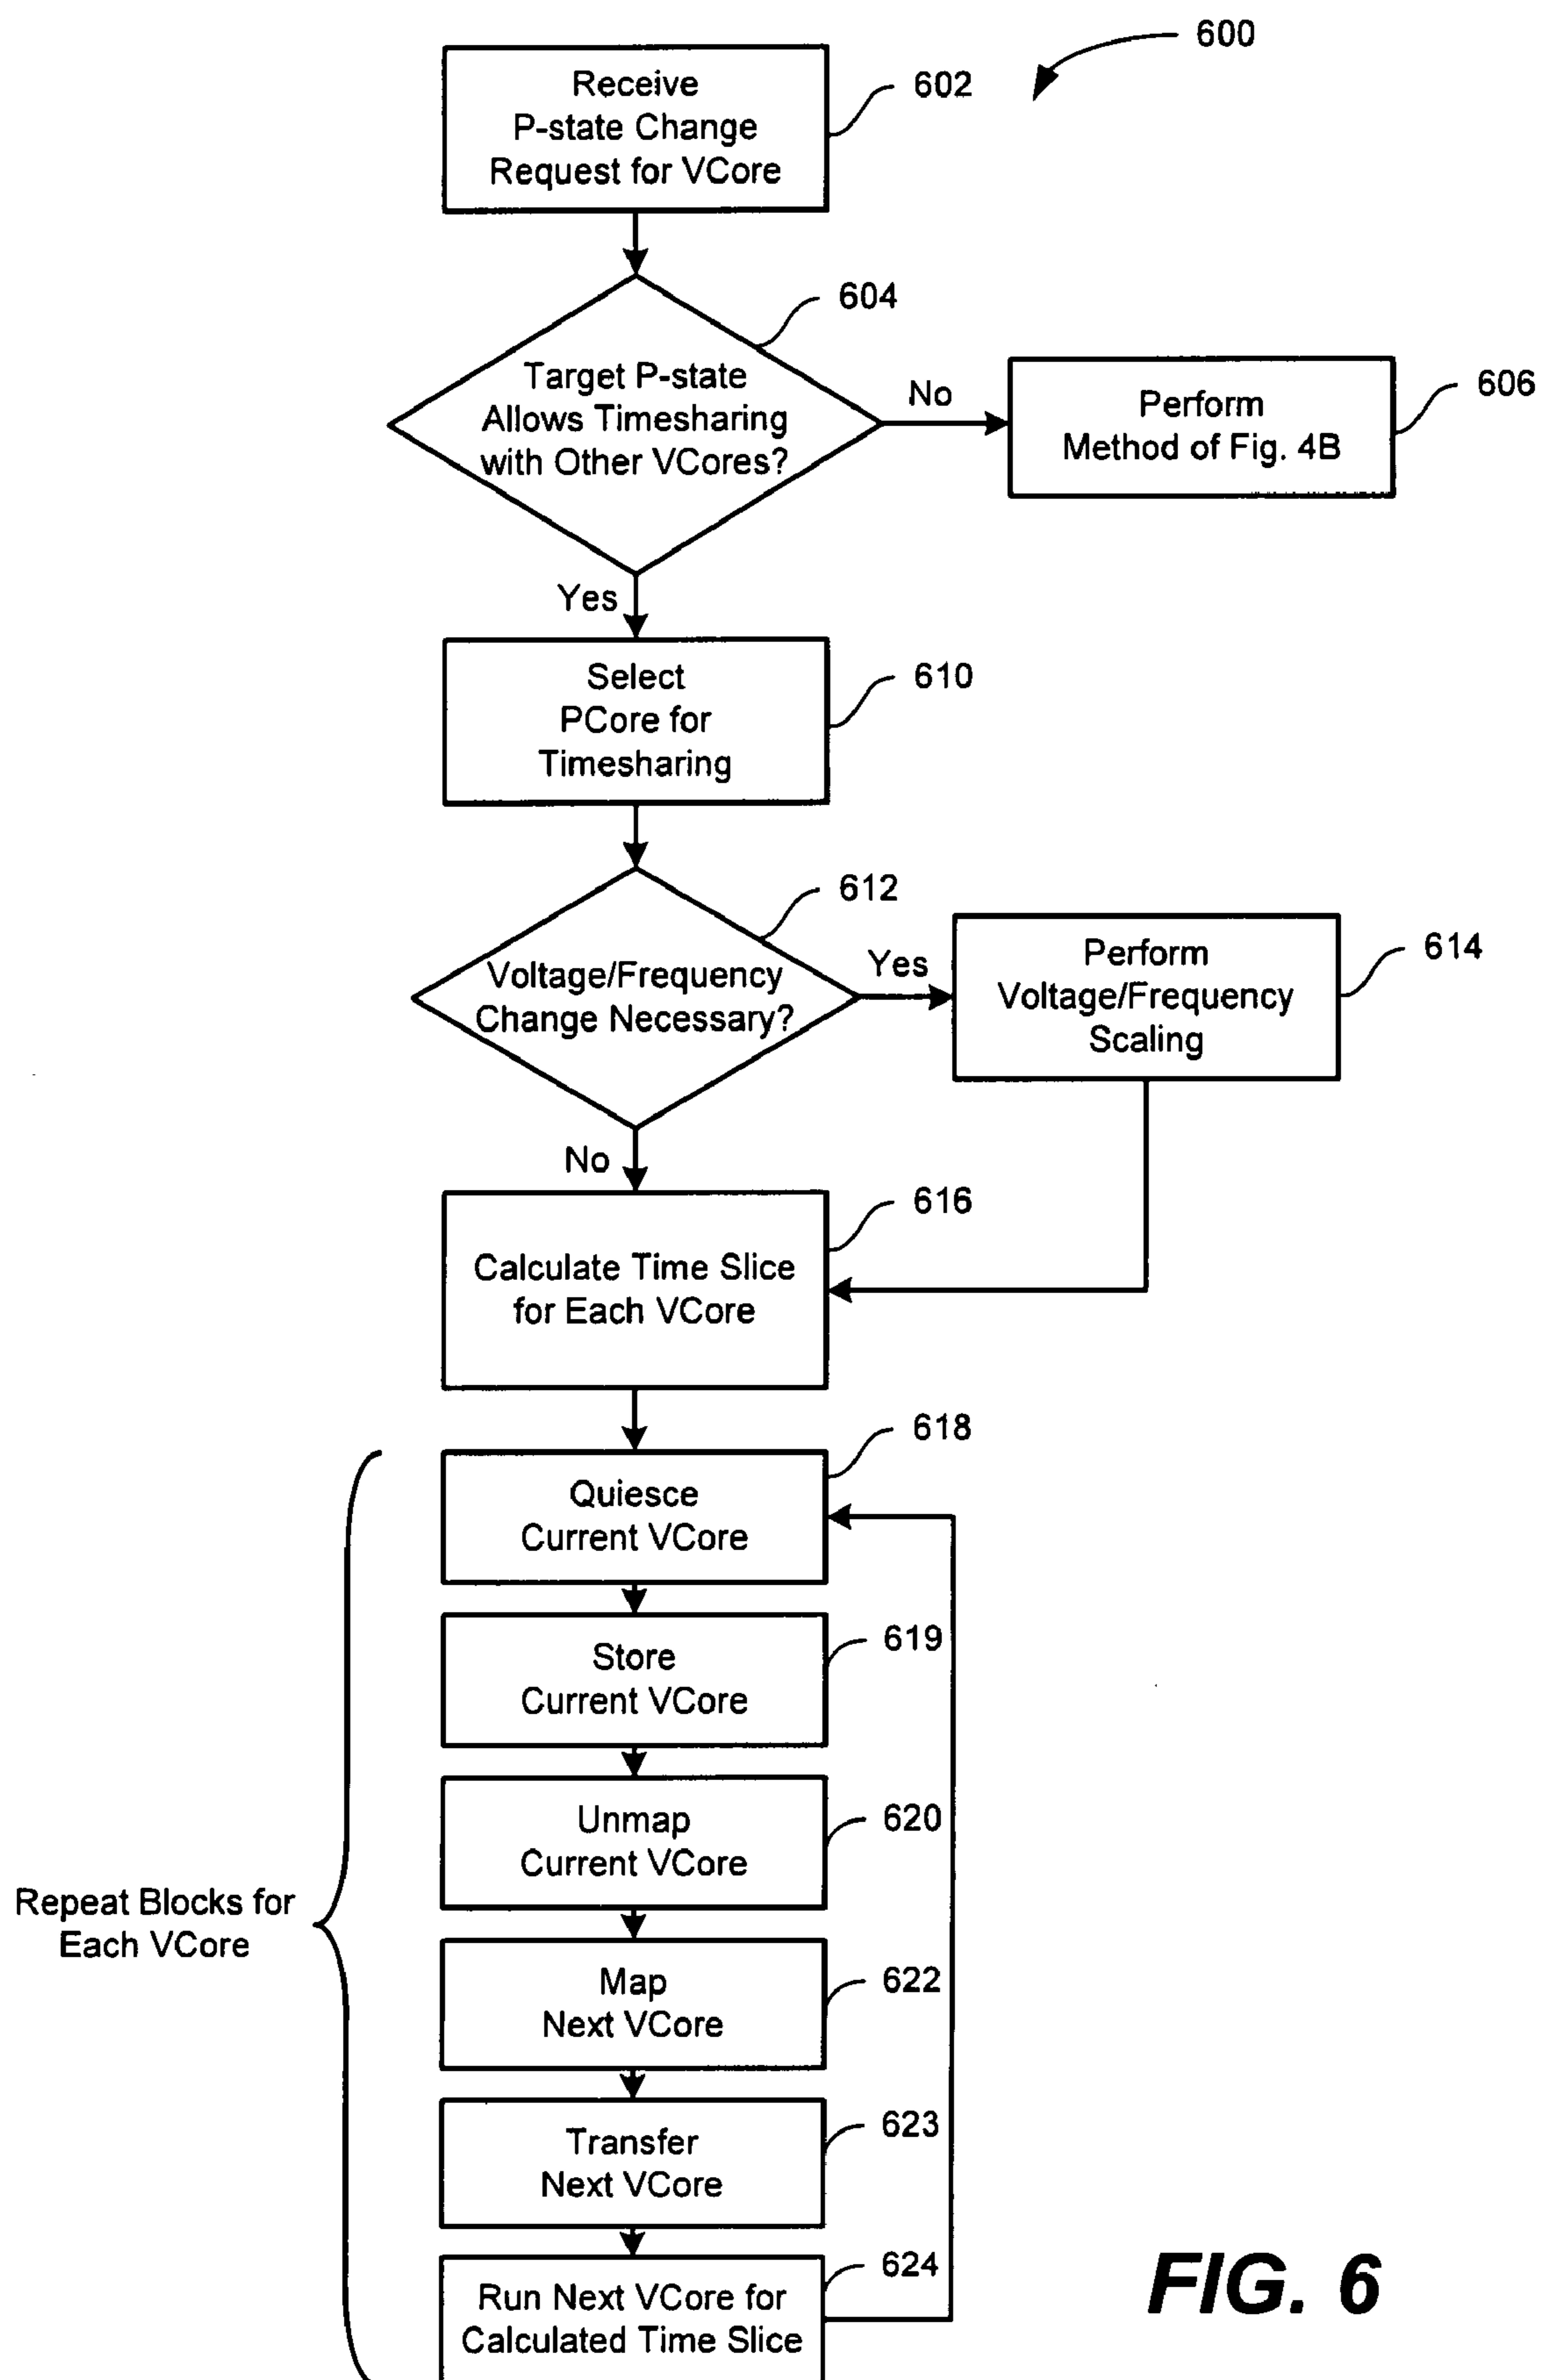 600
Receive
P-state Change
Request for VCore
602
604
Target P-state
Allows Timesharing
with Other VCores?
No
Perform
Method of Fig. 4B
606
Yes
Select
PCore for
Timesharing
610
612
Voltage/Frequency
Change Necessary?
Yes
Perform
Voltage/Frequency
Scaling
614
No
616
Calculate Time Slice
for Each VCore
618
Quiesce
Current VCore
619
Store
Current VCore
620
Unmap
Current VCore
Repeat Blocks for
Each VCore
622
Map
Next VCore
623
Transfer
Next VCore
624
Run Next VCore for
Calculated Time Slice
FIG. 6